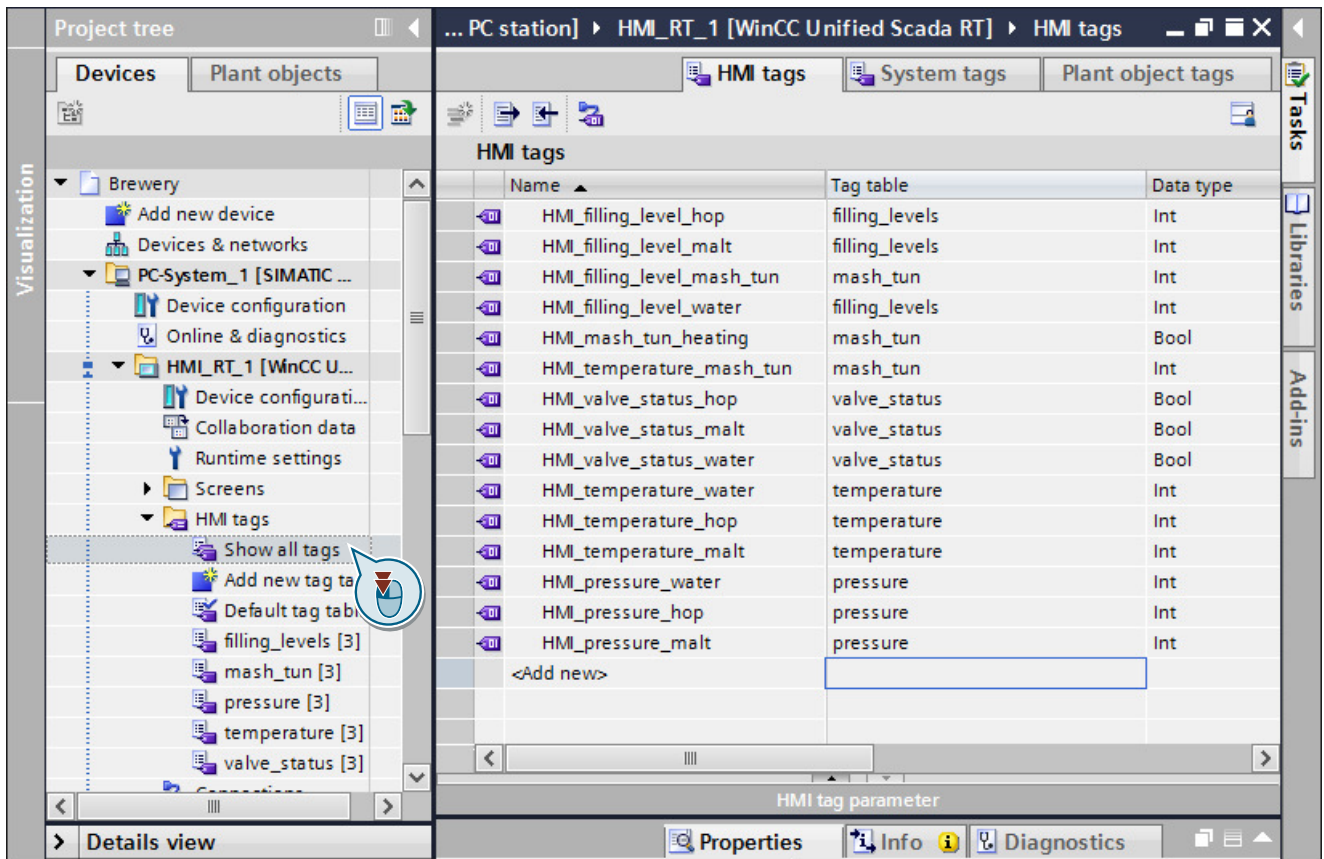 Project tree
... PC station] ▸ HMI_RT_1 [WinCC Unified Scada RT] ▸ HMI tags
Devices
Plant objects
HMI tags
System tags
Plant object tags
HMI tags
Name
Tag table
Data type
Visualization
Brewery
Add new device
Devices & networks
PC-System_1 [SIMATIC ...
Device configuration
Online & diagnostics
HMI_RT_1 [WinCC U...
Device configurati...
Collaboration data
Runtime settings
Screens
HMI tags
Show all tags
Add new tag ta
Default tag tabl
filling_levels [3]
mash_tun [3]
pressure [3]
temperature [3]
valve_status [3]
Connections
Details view
HMI_filling_level_hop filling_levels Int
HMI_filling_level_malt filling_levels Int
HMI_filling_level_mash_tun mash_tun Int
HMI_filling_level_water filling_levels Int
HMI_mash_tun_heating mash_tun Bool
HMI_temperature_mash_tun mash_tun Int
HMI_valve_status_hop valve_status Bool
HMI_valve_status_malt valve_status Bool
HMI_valve_status_water valve_status Bool
HMI_temperature_water temperature Int
HMI_temperature_hop temperature Int
HMI_temperature_malt temperature Int
HMI_pressure_water pressure Int
HMI_pressure_hop pressure Int
HMI_pressure_malt pressure Int
<Add new>
HMI tag parameter
Properties
Info
Diagnostics
Tasks
Libraries
Add-ins